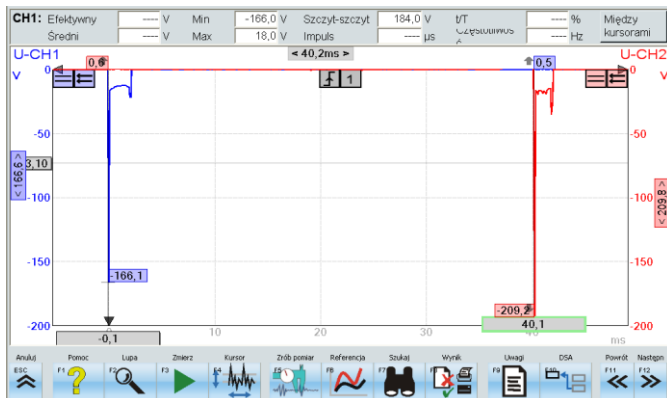 CH1: Efektywny ---- V Min -166,0 V Szczyt-szczyt 184,0 V t/T ---- % Między
Średni ---- V Max 18,0 V Impuls ---- µs ---- Hz kursorami
U-CH1 < 40,2ms > U-CH2
V 0,6 0,5 V
0 1 0
-50 -50
3,10
-100 -100
< 166,6 > < 209,8 >
-150 -150
-166,1
-209,2
-200 -200
-0,1 10 20 30 40,1 ms
Anuluj Pomoc Lupa Zmierz Kursor Zrób pomiar Referencja Szukaj Wynik Uwagi DSA Powrót Następn
ESC F1 F2 F3 F4 F5 F6 F7 F8 F9 F10 F11 F12